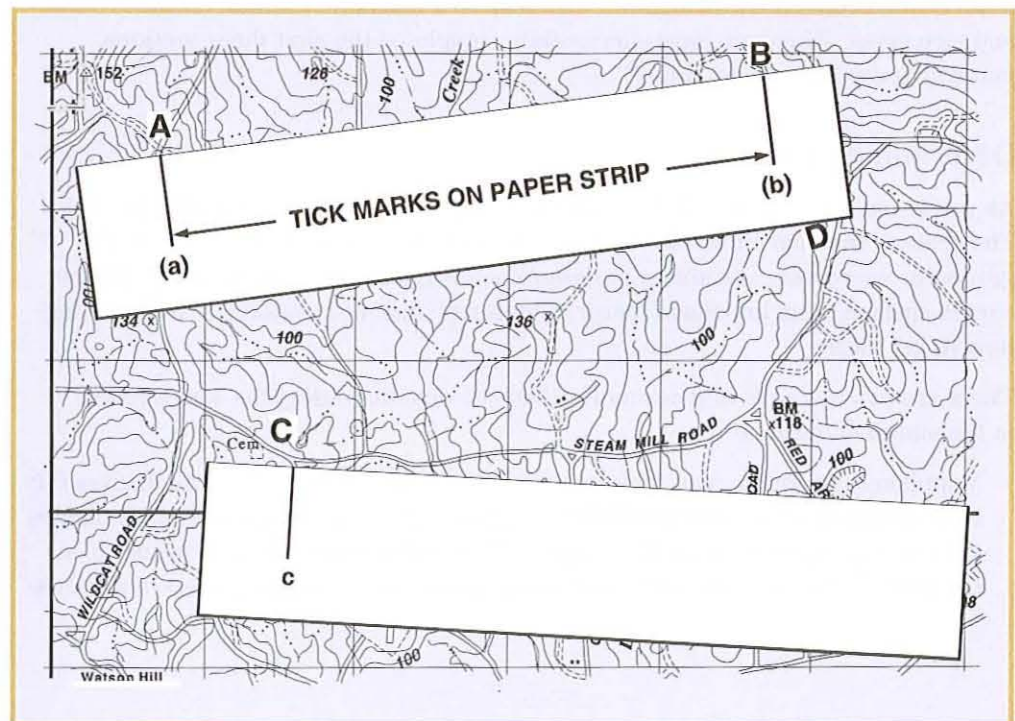 BM
152
128
100
Creek
B
A
TICK MARKS ON PAPER STRIP
(a)
(b)
D
100
134
136
100
100
C
Cem
STEAM MILL ROAD
BM
118
RED
100
ROAD
WILDCAT ROAD
c
100
Watson Hill